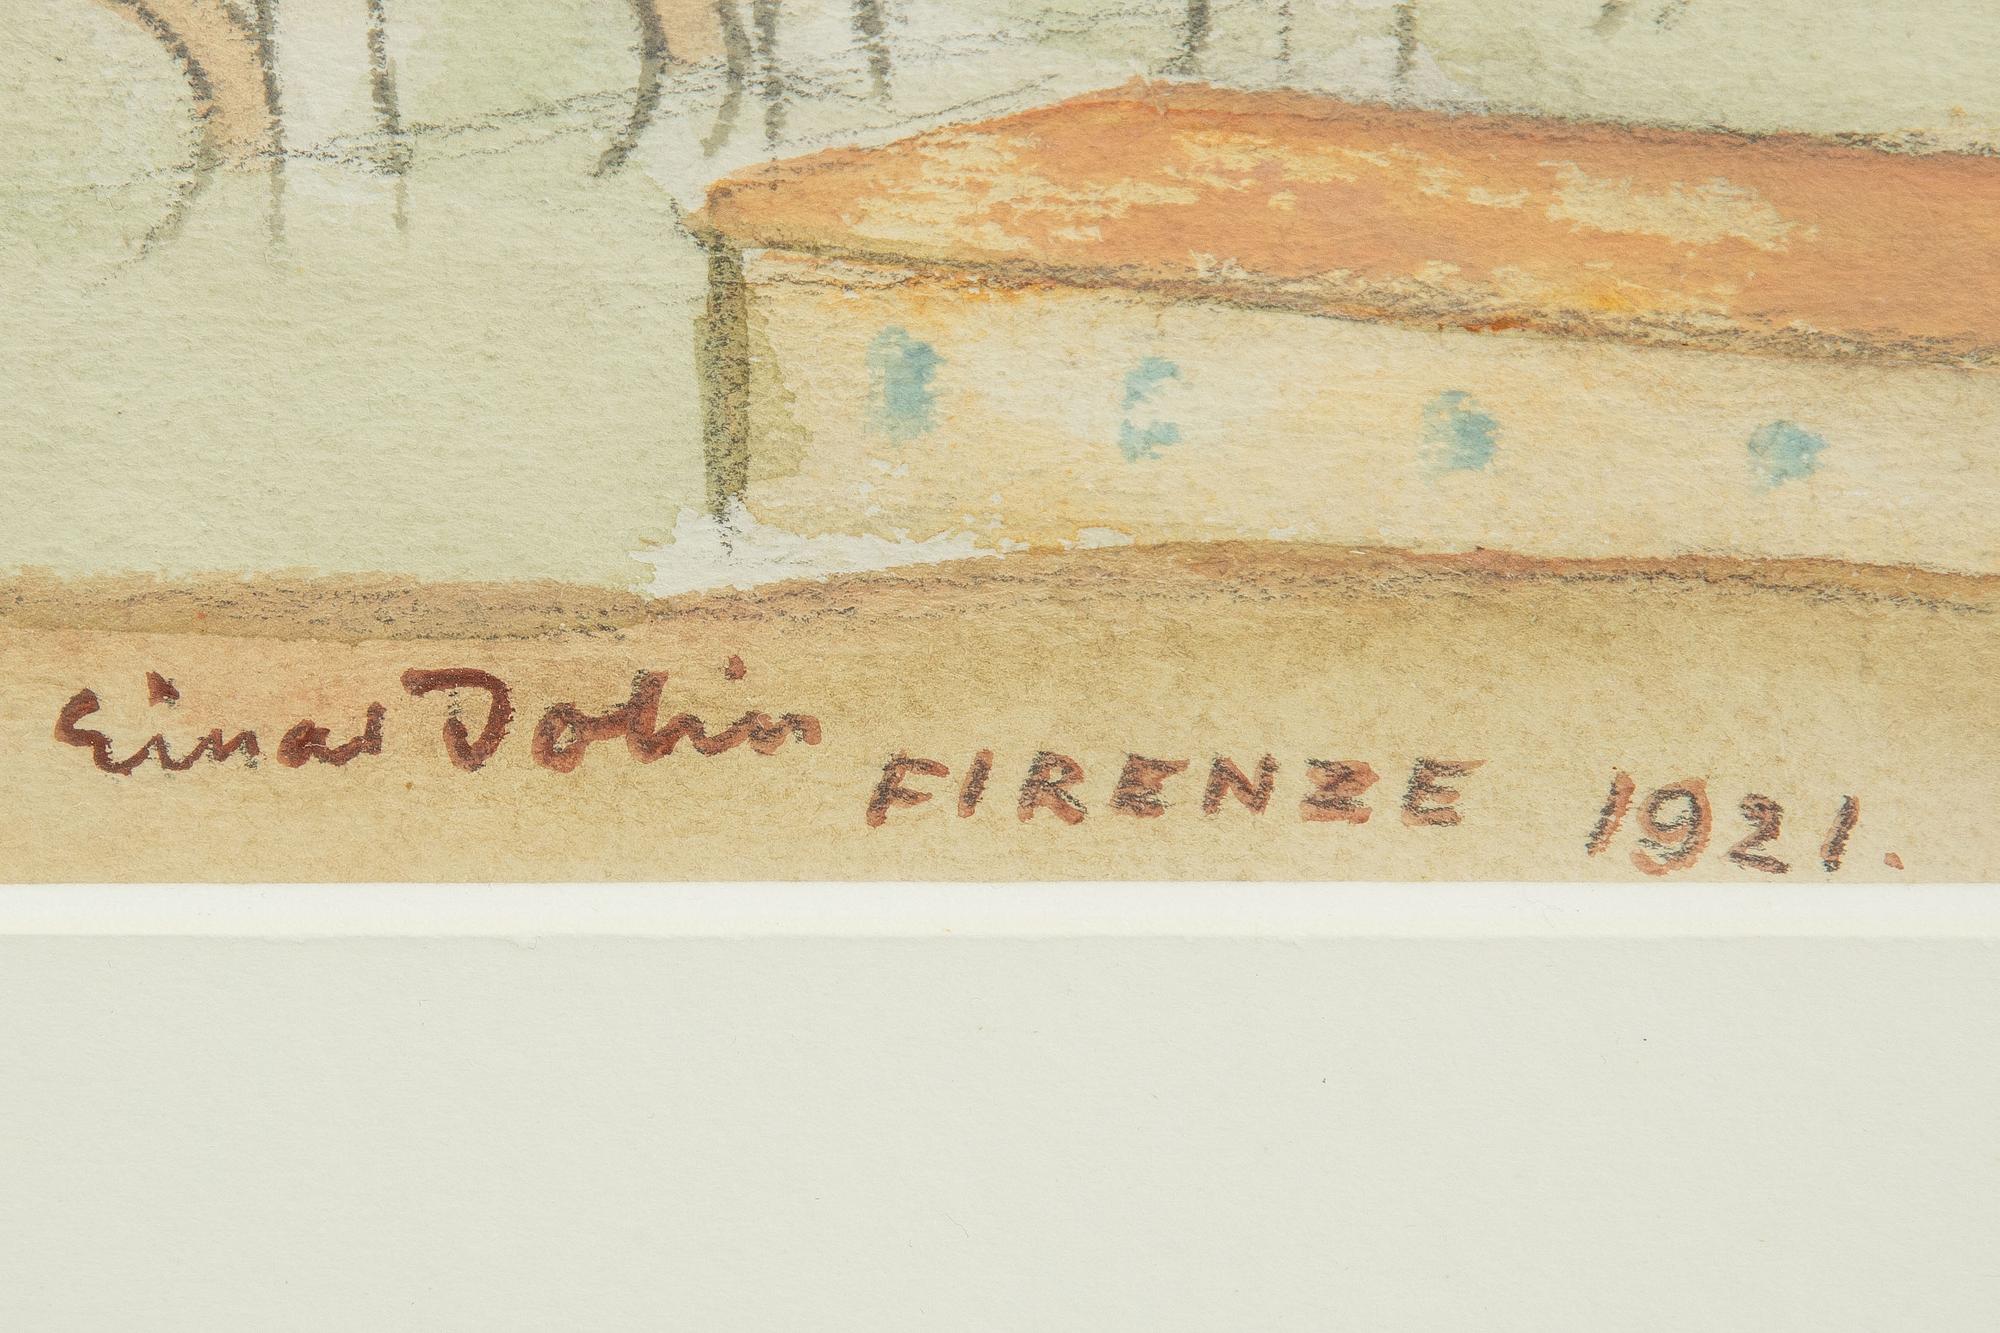 Einar Jolin FIRENZE 1921.